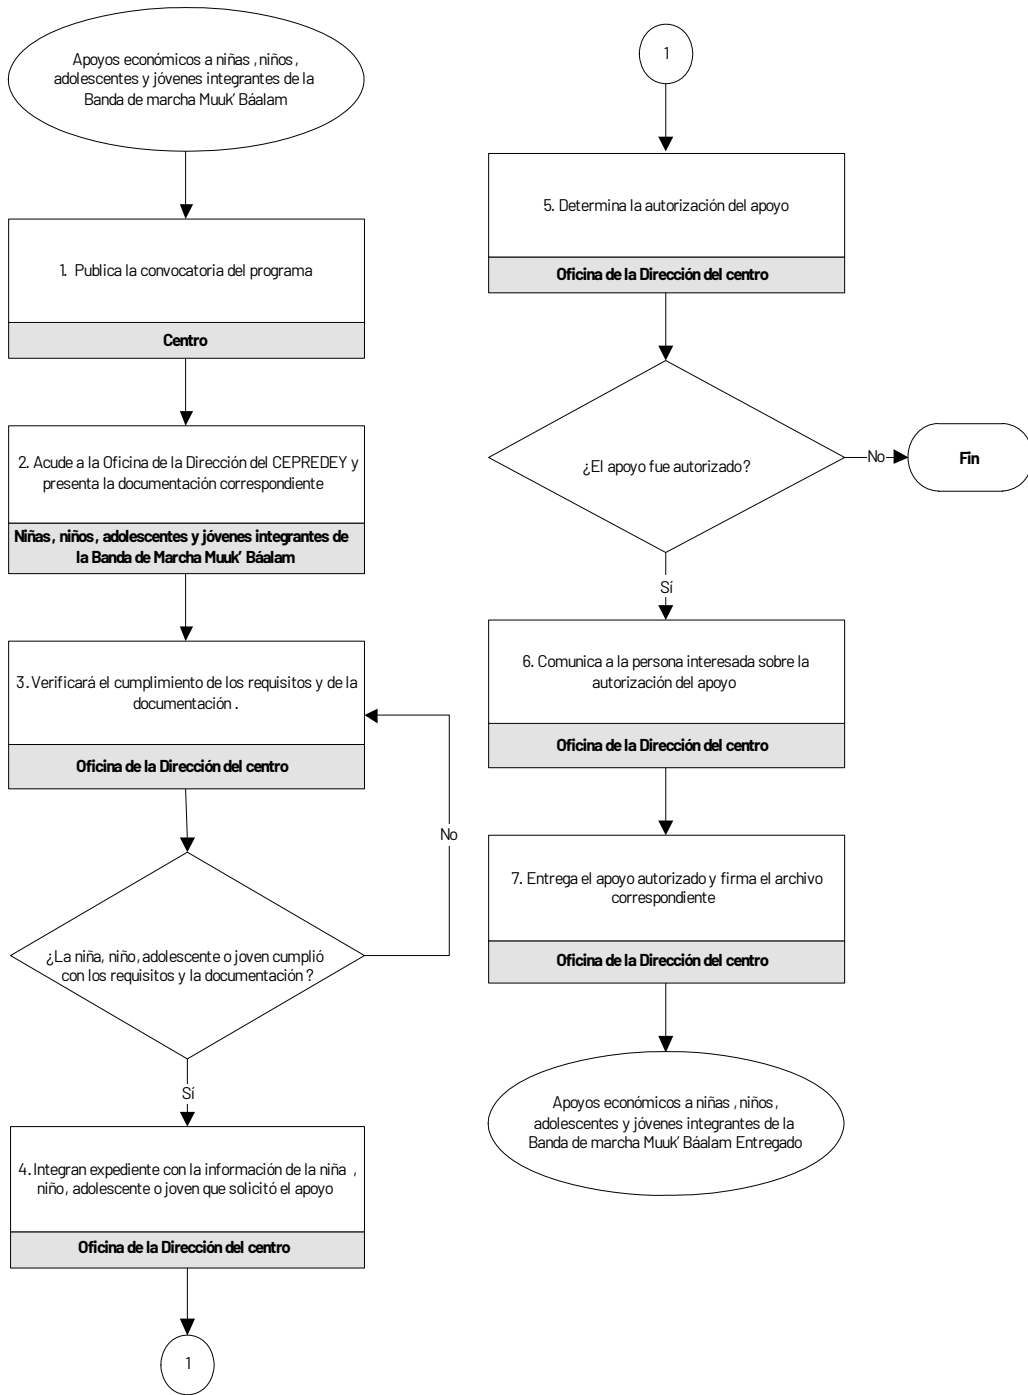 Apoyos económicos a niñas, niños,
adolescentes y jóvenes integrantes de la
Banda de marcha Muuk' Báalam
1. Publica la convocatoria del programa
Centro
2. Acude a la Oficina de la Dirección del CEPREDEY y
presenta la documentación correspondiente
Niñas, niños, adolescentes y jóvenes integrantes de
la Banda de Marcha Muuk' Báalam
3. Verificará el cumplimiento de los requisitos y de la
documentación.
Oficina de la Dirección del centro
No
¿La niña, niño, adolescente o joven cumplió
con los requisitos y la documentación?
Sí
4. Integran expediente con la información de la niña,
niño, adolescente o joven que solicitó el apoyo
Oficina de la Dirección del centro
1
1
5. Determina la autorización del apoyo
Oficina de la Dirección del centro
¿El apoyo fue autorizado?
No
Fin
Sí
6. Comunica a la persona interesada sobre la
autorización del apoyo
Oficina de la Dirección del centro
7. Entrega el apoyo autorizado y firma el archivo
correspondiente
Oficina de la Dirección del centro
Apoyos económicos a niñas, niños,
adolescentes y jóvenes integrantes de la
Banda de marcha Muuk' Báalam Entregado